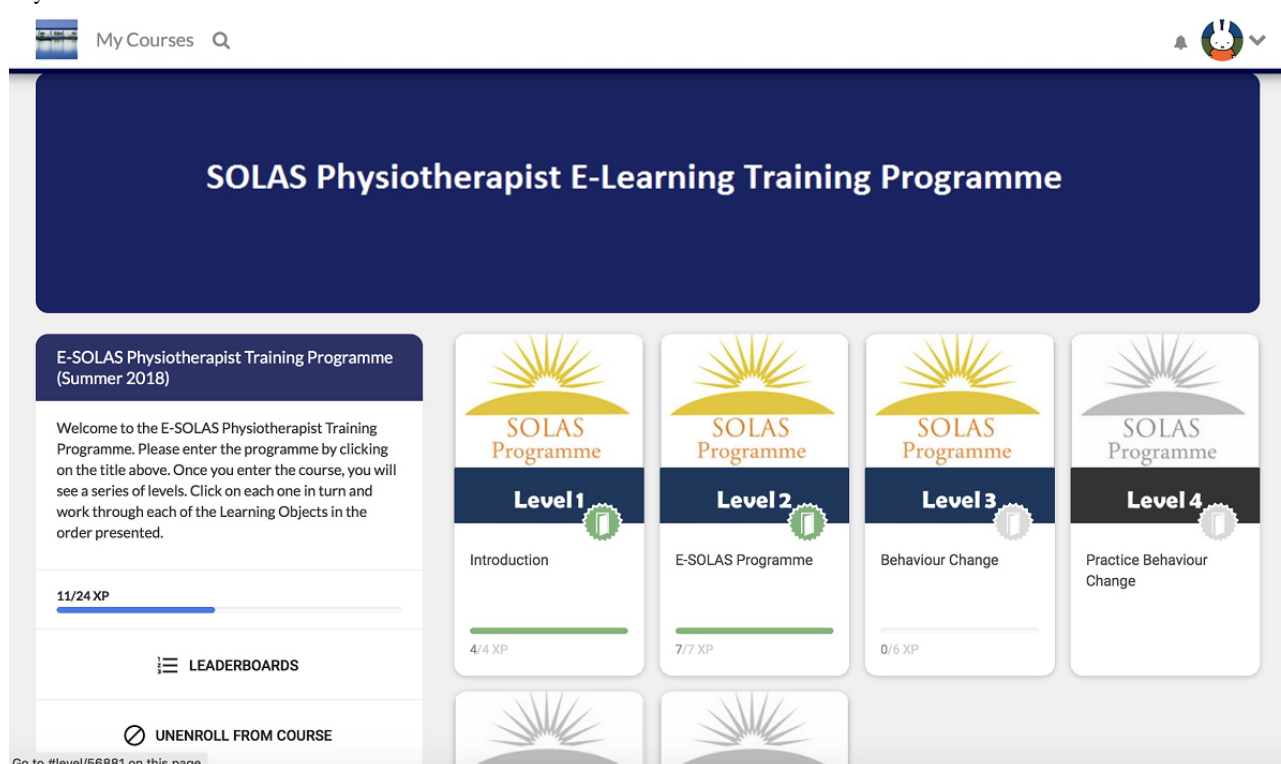 My Courses
SOLAS Physiotherapist E-Learning Training Programme
E-SOLAS Physiotherapist Training Programme
(Summer 2018)
Welcome to the E-SOLAS Physiotherapist Training
Programme. Please enter the programme by clicking
on the title above. Once you enter the course, you will
see a series of levels. Click on each one in turn and
work through each of the Learning Objects in the
order presented.
11/24 XP
LEADERBOARDS
UNENROLL FROM COURSE
SOLAS
Programme
Level 1
Introduction
4/4 XP
SOLAS
Programme
Level 2
E-SOLAS Programme
7/7 XP
SOLAS
Programme
Level 3
Behaviour Change
0/6 XP
SOLAS
Programme
Level 4
Practice Behaviour
Change
Go to #level/56881 on this page